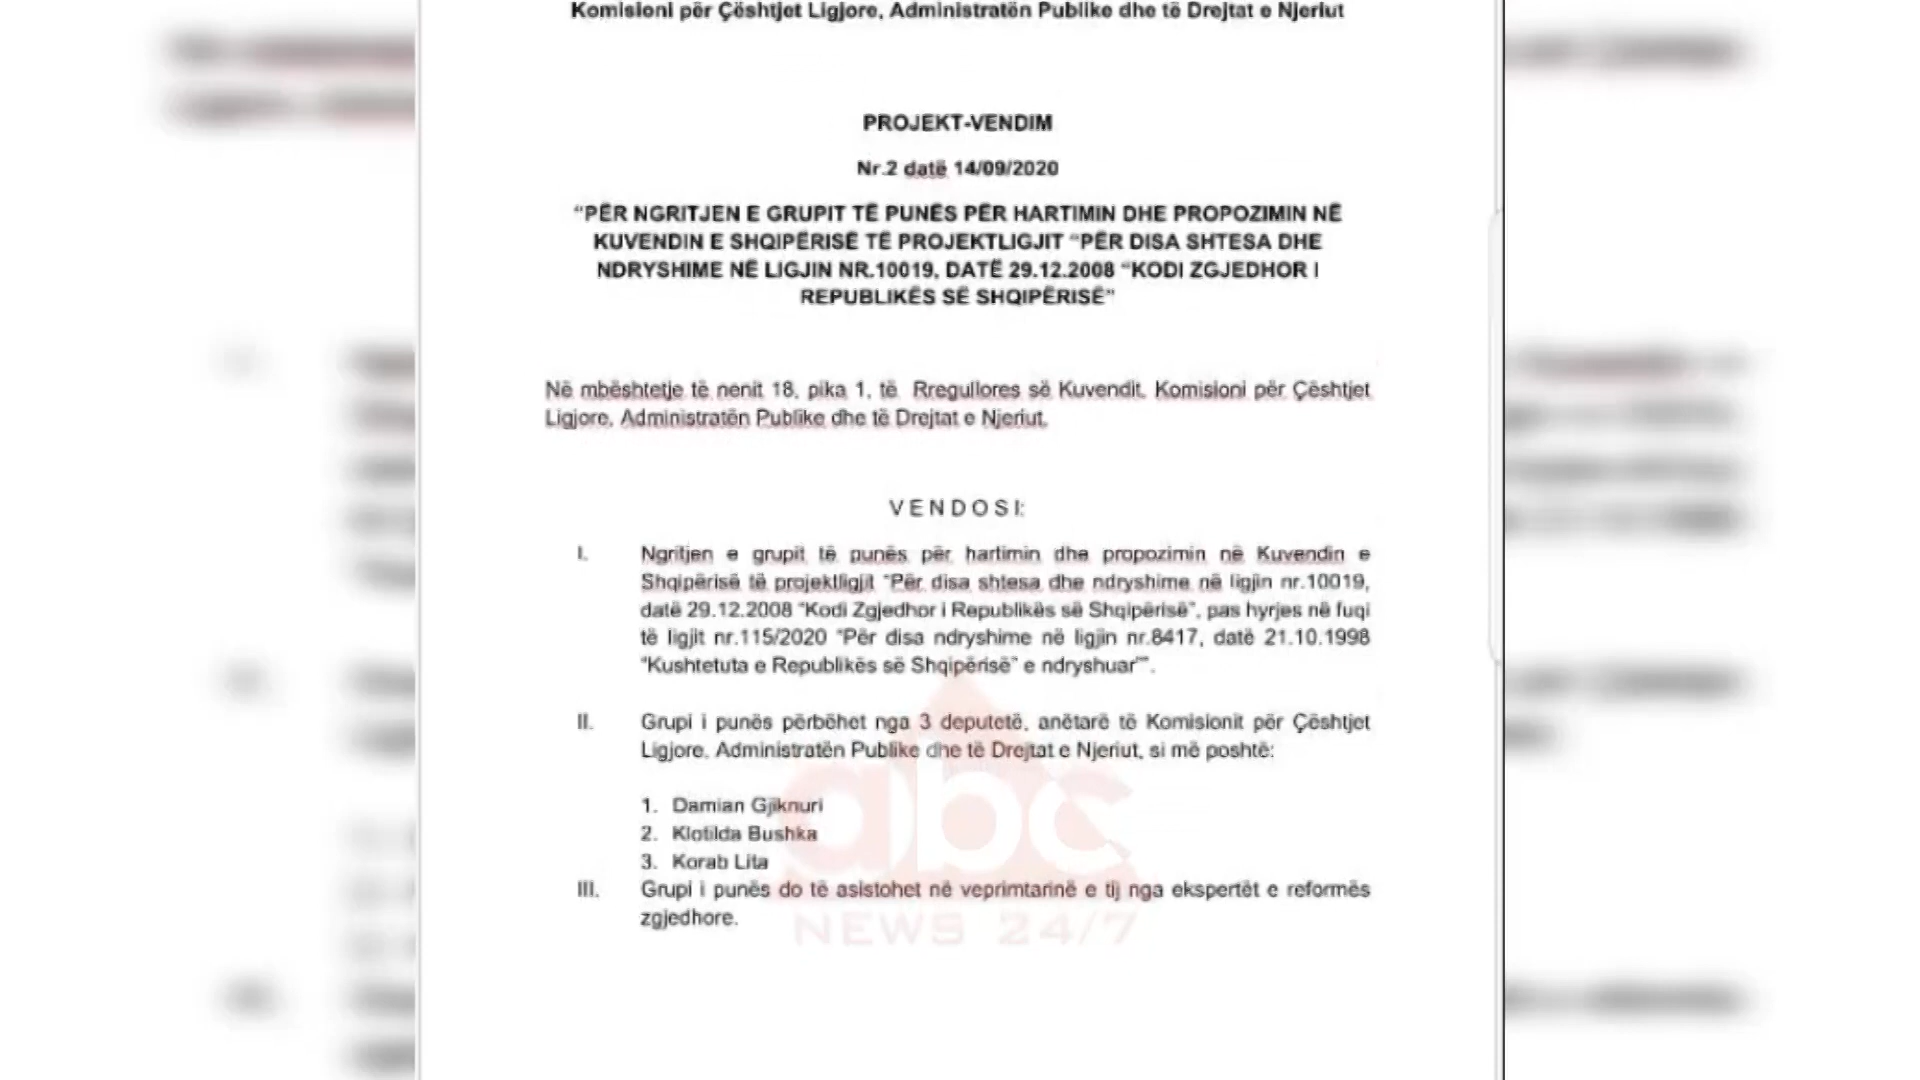 Komisioni për Çështjet Ligjore, Administratën Publike dhe të Drejtat e Njeriut
PROJEKT-VENDIM
Nr.2 datë 14/09/2020
“PËR NGRITJEN E GRUPIT TË PUNËS PËR HARTIMIN DHE PROPOZIMIN NË
KUVENDIN E SHQIPËRISË TË PROJEKTLIGJIT “PËR DISA SHTESA DHE
NDRYSHIME NË LIGJIN NR.10019, DATË 29.12.2008 “KODI ZGJEDHOR I
REPUBLIKËS SË SHQIPËRISË”
Në mbështetje të nenit 18, pika 1, të Rregullores së Kuvendit, Komisioni për Çështjet
Ligjore, Administratën Publike dhe të Drejtat e Njeriut,
V E N D O S I:
I. Ngritjen e grupit të punës për hartimin dhe propozimin në Kuvendin e
Shqipërisë të projektligjit “Për disa shtesa dhe ndryshime në ligjin nr.10019,
datë 29.12.2008 “Kodi Zgjedhor i Republikës së Shqipërisë”, pas hyrjes në fuqi
të ligjit nr.115/2020 “Për disa ndryshime në ligjin nr.8417, datë 21.10.1998
“Kushtetuta e Republikës së Shqipërisë” e ndryshuar””.
II. Grupi i punës përbëhet nga 3 deputetë, anëtarë të Komisionit për Çështjet
Ligjore, Administratën Publike dhe të Drejtat e Njeriut, si më poshtë:
1. Damian Gjiknuri
2. Klotilda Bushka
3. Korab Lita
III. Grupi i punës do të asistohet në veprimtarinë e tij nga ekspertët e reformës
zgjedhore.
abc
NEWS 24/7